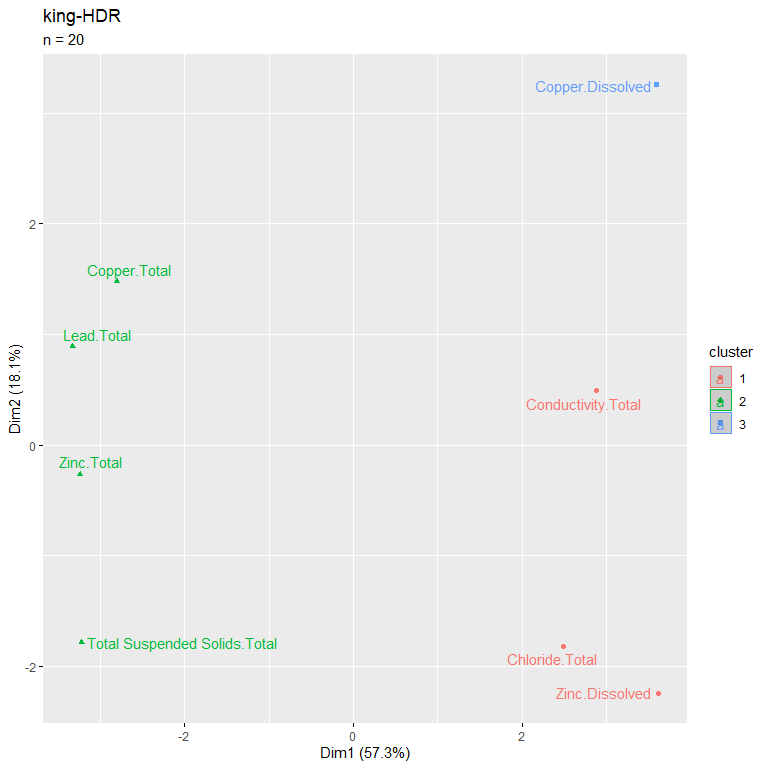 king-HDR
n = 20
Copper.Dissolved
2
Copper.Total
Lead.Total
cluster
1
2
3
Conductivity.Total
Dim2 (18.1%)
0
Zinc.Total
Total Suspended Solids.Total
Chloride.Total
-2
Zinc.Dissolved
-2 0 2
Dim1 (57.3%)